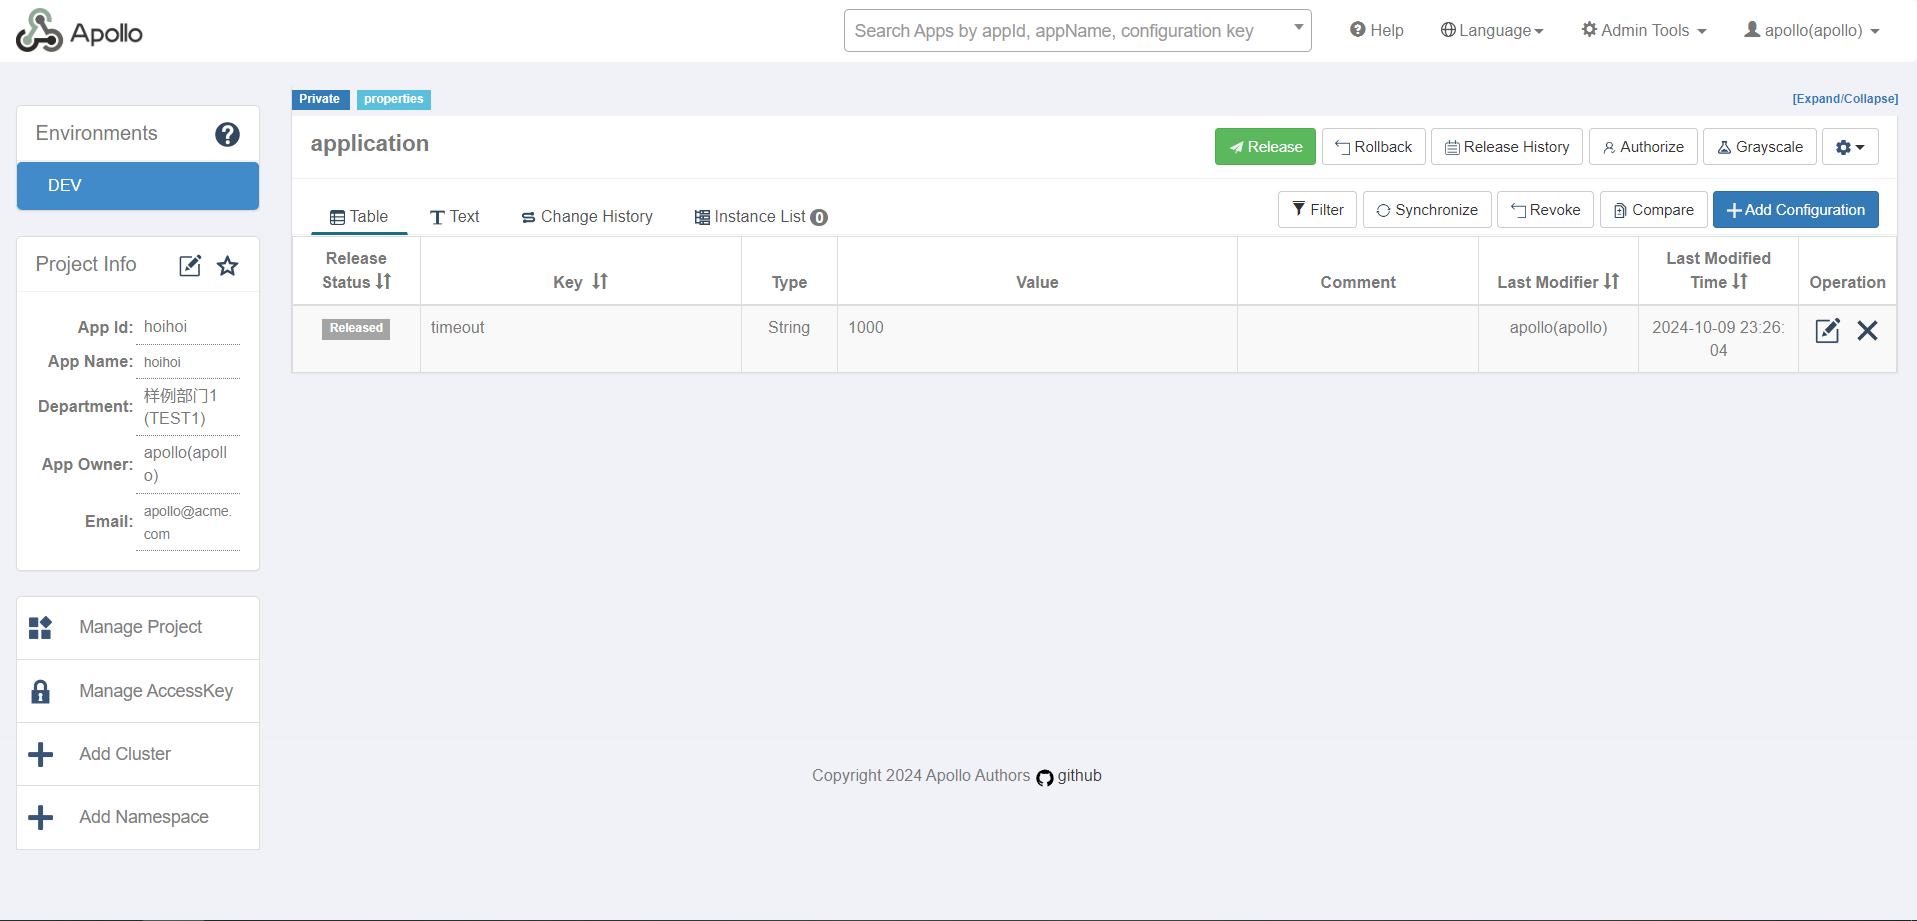 Apollo
Search Apps by appId, appName, configuration key
Help
Language
Admin Tools
apollo(apollo)
Environments
DEV
Project Info
App Id: hoihoi
App Name: hoihoi
Department: 样例部门1
(TEST1)
App Owner: apollo(apoll
o)
Email: apollo@acme.
com
Manage Project
Manage AccessKey
Add Cluster
Add Namespace
Private properties
[Expand/Collapse]
application
Release Rollback Release History Authorize Grayscale
Table Text Change History Instance List 0
Filter Synchronize Revoke Compare Add Configuration
Release
Status
Key
Type
Value
Comment
Last Modifier
Last Modified
Time
Operation
Released timeout String 1000 apollo(apollo) 2024-10-09 23:26:
04
Copyright 2024 Apollo Authors github